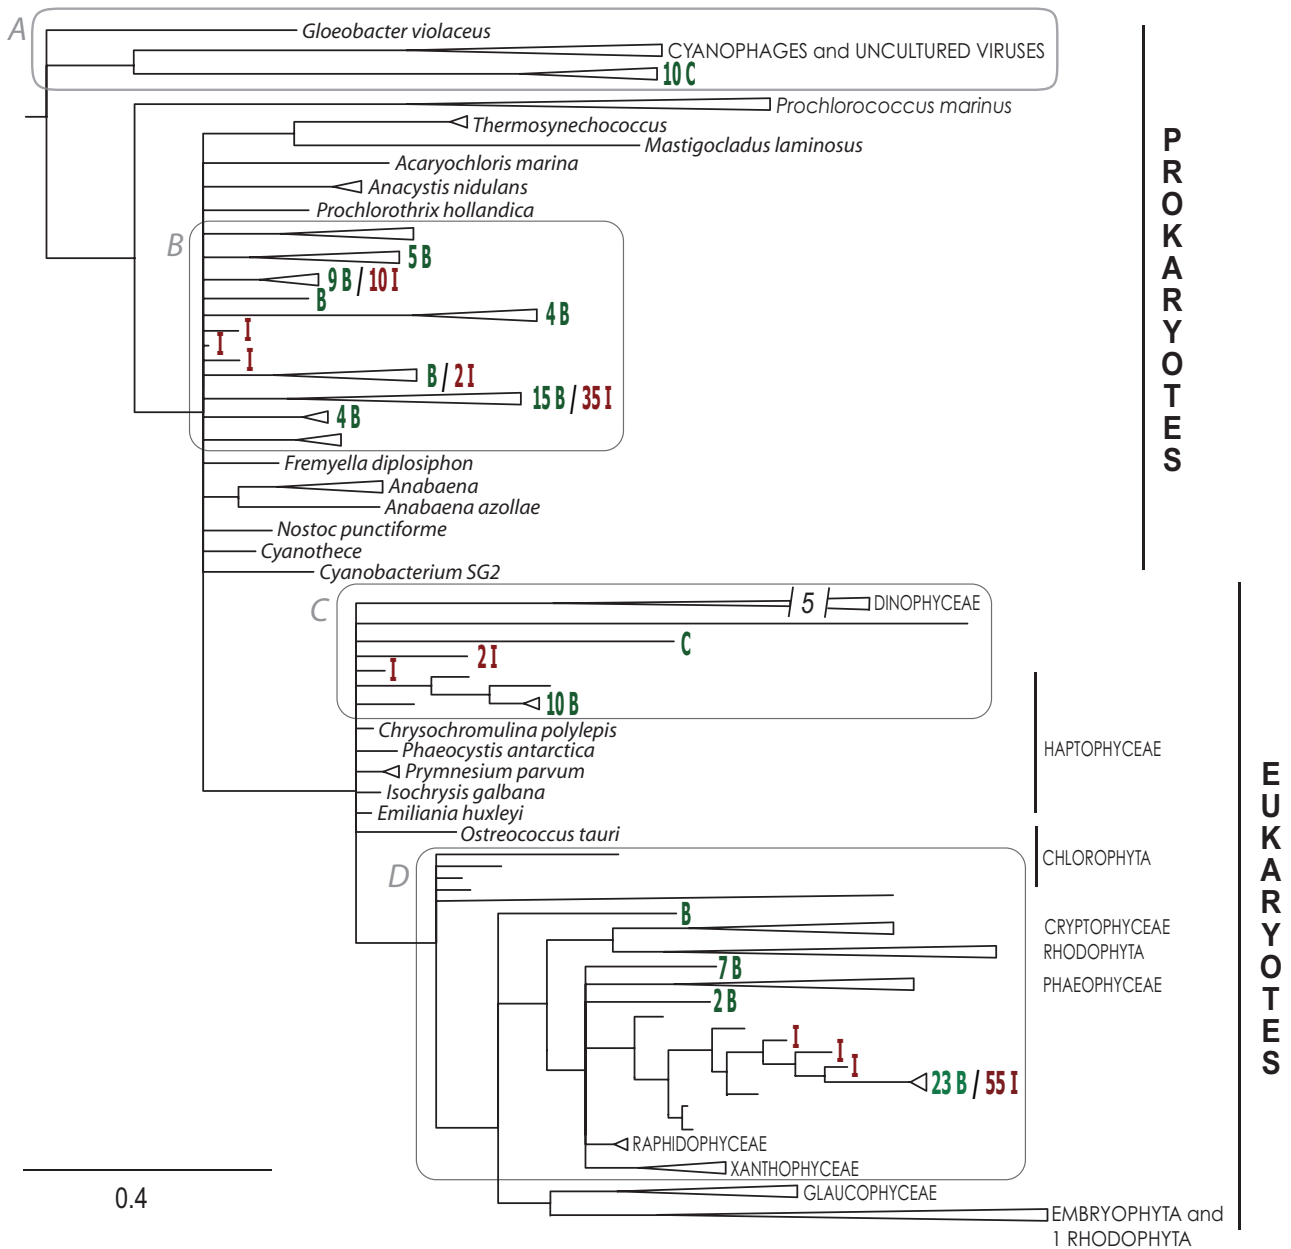 A
Gloeobacter violaceus
CYANOPHAGES and UNCULTURED VIRUSES
10 C
Prochlorococcus marinus
Thermosynechococcus
Mastigocladus laminosus
Acaryochloris marina
Anacystis nidulans
Prochlorothrix hollandica
B
5 B
9 B / 10 I
B
4 B
I
I
I
B / 2 I
15 B / 35 I
4 B
Fremyella diplosiphon
Anabaena
Anabaena azollae
Nostoc punctiforme
Cyanothece
Cyanobacterium SG2
PROKARYOTES
C
5
DINOPHYCEAE
C
2 I
I
10 B
Chrysochromulina polylepis
Phaeocystis antarctica
Prymnesium parvum
Isochrysis galbana
Emiliania huxleyi
HAPTOPHYCEAE
Ostreococcus tauri
CHLOROPHYTA
D
B
CRYPTOPHYCEAE
RHODOPHYTA
7 B
PHAEOPHYCEAE
2 B
I
I
I
23 B / 55 I
RAPHIDOPHYCEAE
XANTHOPHYCEAE
GLAUCOPHYCEAE
EMBRYOPHYTA and
1 RHODOPHYTA
EUKARYOTES
0.4